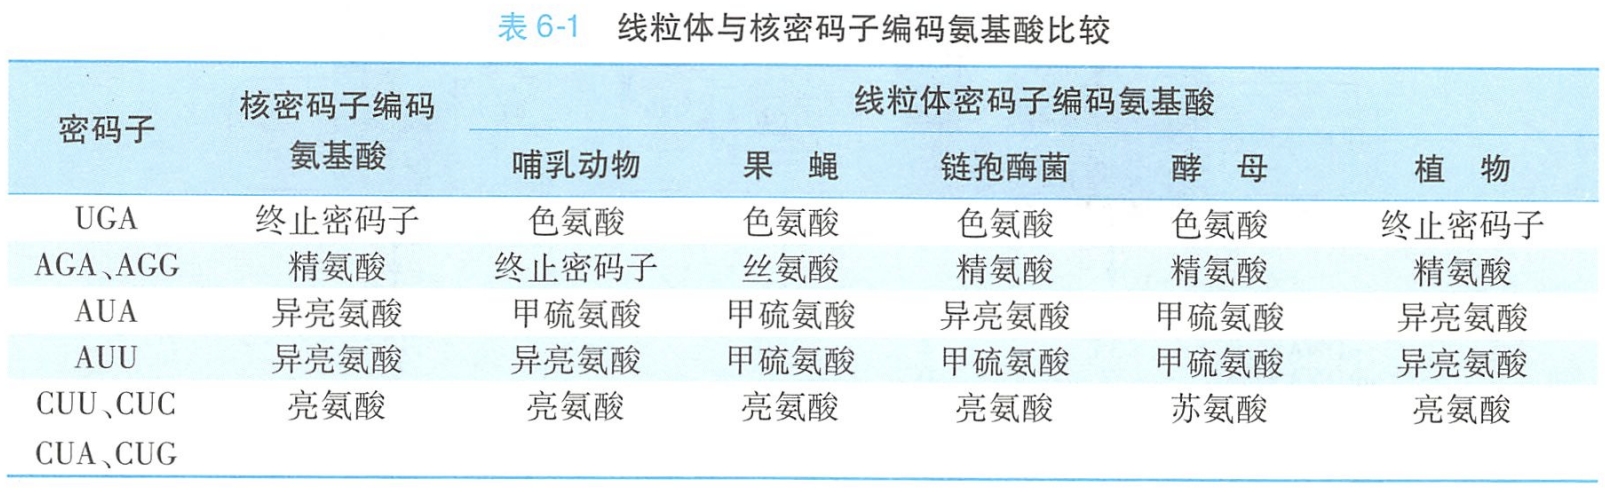 表 6-1 线粒体与核密码子编码氨基酸比较
密码子 核密码子编码氨基酸 线粒体密码子编码氨基酸
哺乳动物 果 蝇 链孢酶菌 酵 母 植 物
UGA 终止密码子 色氨酸 色氨酸 色氨酸 色氨酸 终止密码子
AGA、AGG 精氨酸 终止密码子 丝氨酸 精氨酸 精氨酸 精氨酸
AUA 异亮氨酸 甲硫氨酸 甲硫氨酸 异亮氨酸 甲硫氨酸 异亮氨酸
AUU 异亮氨酸 异亮氨酸 甲硫氨酸 甲硫氨酸 甲硫氨酸 异亮氨酸
CUU、CUC 亮氨酸 亮氨酸 亮氨酸 亮氨酸 苏氨酸 亮氨酸
CUA、CUG